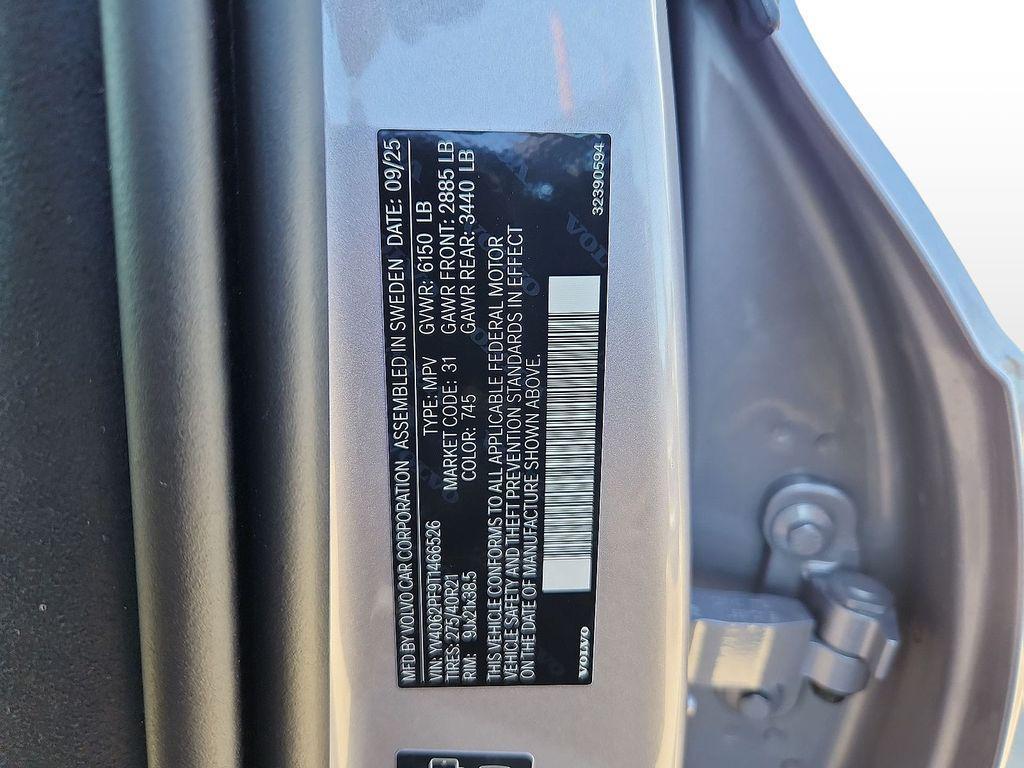 MFD BY VOLVO CAR CORPORATION ASSEMBLED IN SWEDEN DATE: 09/25
VIN: YV4062PF9T1466526 TYPE: MPV GVWR: 6150 LB
TIRES: 275/40R21 MARKET CODE: 31 GAWR FRONT: 2885 LB
RIM: 9Jx21x38.5 COLOR: 745 GAWR REAR: 3440 LB
THIS VEHICLE CONFORMS TO ALL APPLICABLE FEDERAL MOTOR
VEHICLE SAFETY AND THEFT PREVENTION STANDARDS IN EFFECT
ON THE DATE OF MANUFACTURE SHOWN ABOVE.
VOLVO 32390594